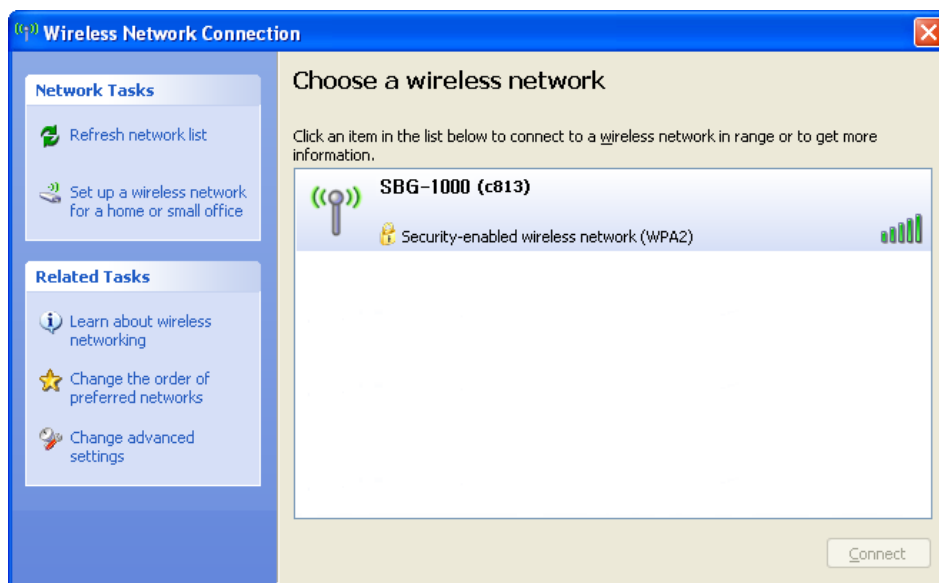 Wireless Network Connection
Network Tasks
Refresh network list
Set up a wireless network
for a home or small office
Related Tasks
Learn about wireless
networking
Change the order of
preferred networks
Change advanced
settings
Choose a wireless network
Click an item in the list below to connect to a wireless network in range or to get more
information.
SBG-1000 (c813)
Security-enabled wireless network (WPA2)
Connect